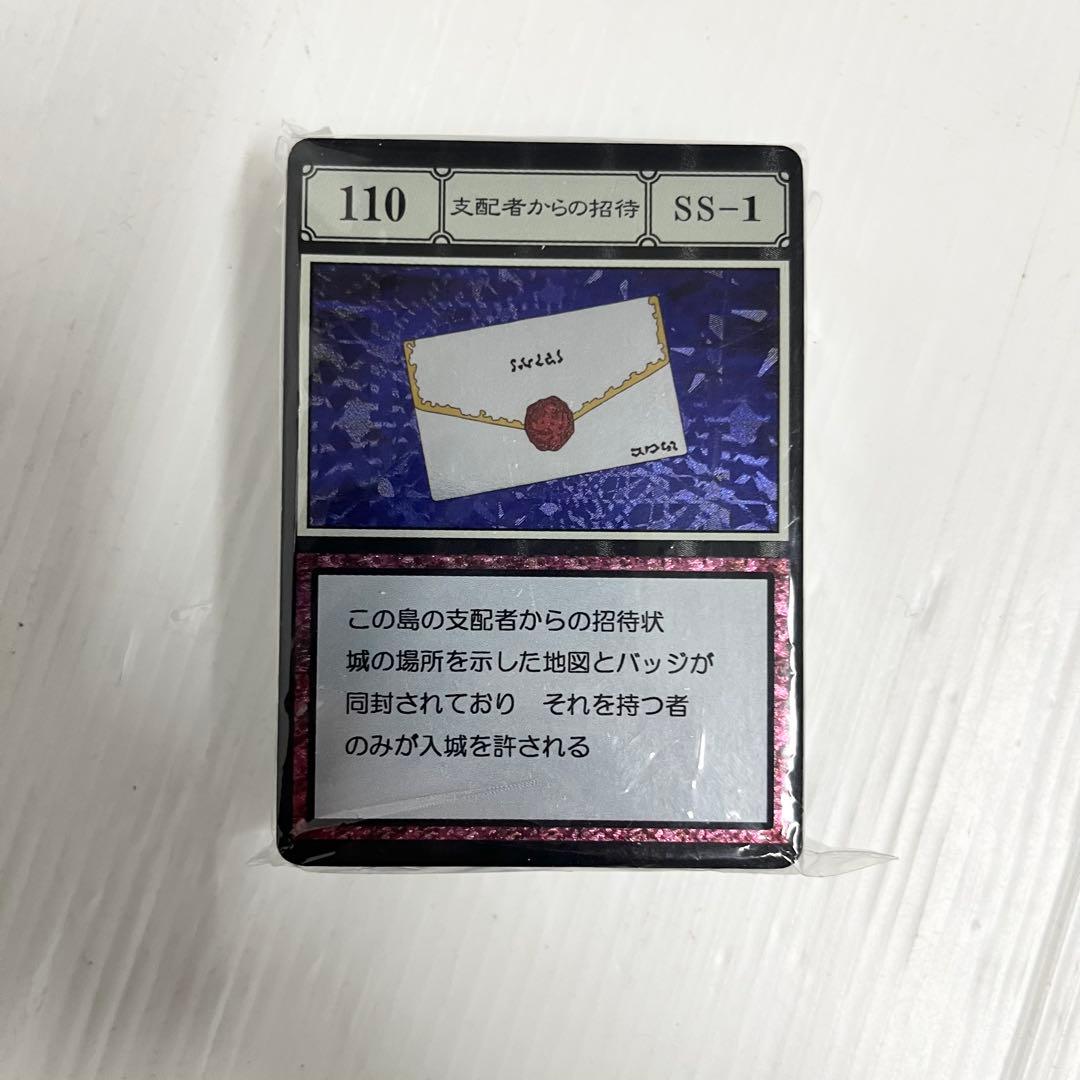 110 支配者からの招待 SS-1
この島の支配者からの招待状
城の場所を示した地図とバッジが
同封されており　それを持つ者
のみが入城を許される